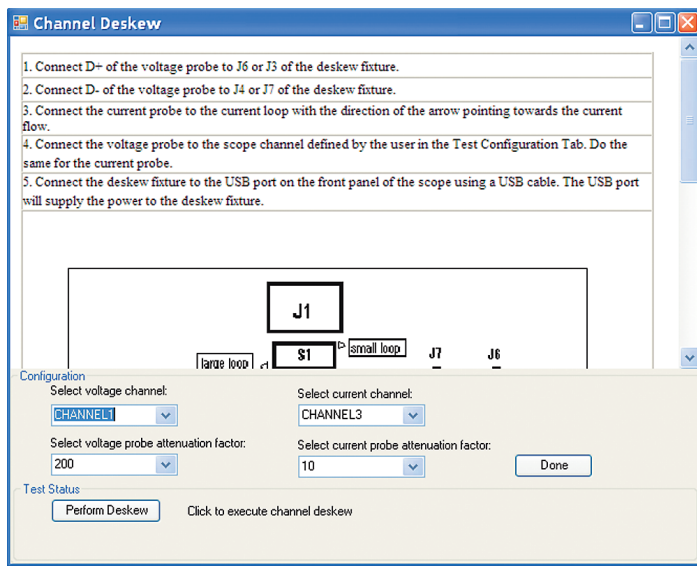 Channel Deskew
1. Connect D+ of the voltage probe to J6 or J3 of the deskew fixture.
2. Connect D- of the voltage probe to J4 or J7 of the deskew fixture.
3. Connect the current probe to the current loop with the direction of the arrow pointing towards the current
flow.
4. Connect the voltage probe to the scope channel defined by the user in the Test Configuration Tab. Do the
same for the current probe.
5. Connect the deskew fixture to the USB port on the front panel of the scope using a USB cable. The USB port
will supply the power to the deskew fixture.
J1
large loop S1 small loop J7 J6
Configuration
Select voltage channel: Select current channel:
CHANNEL1 CHANNEL3
Select voltage probe attenuation factor: Select current probe attenuation factor:
200 10 Done
Test Status
Perform Deskew Click to execute channel deskew